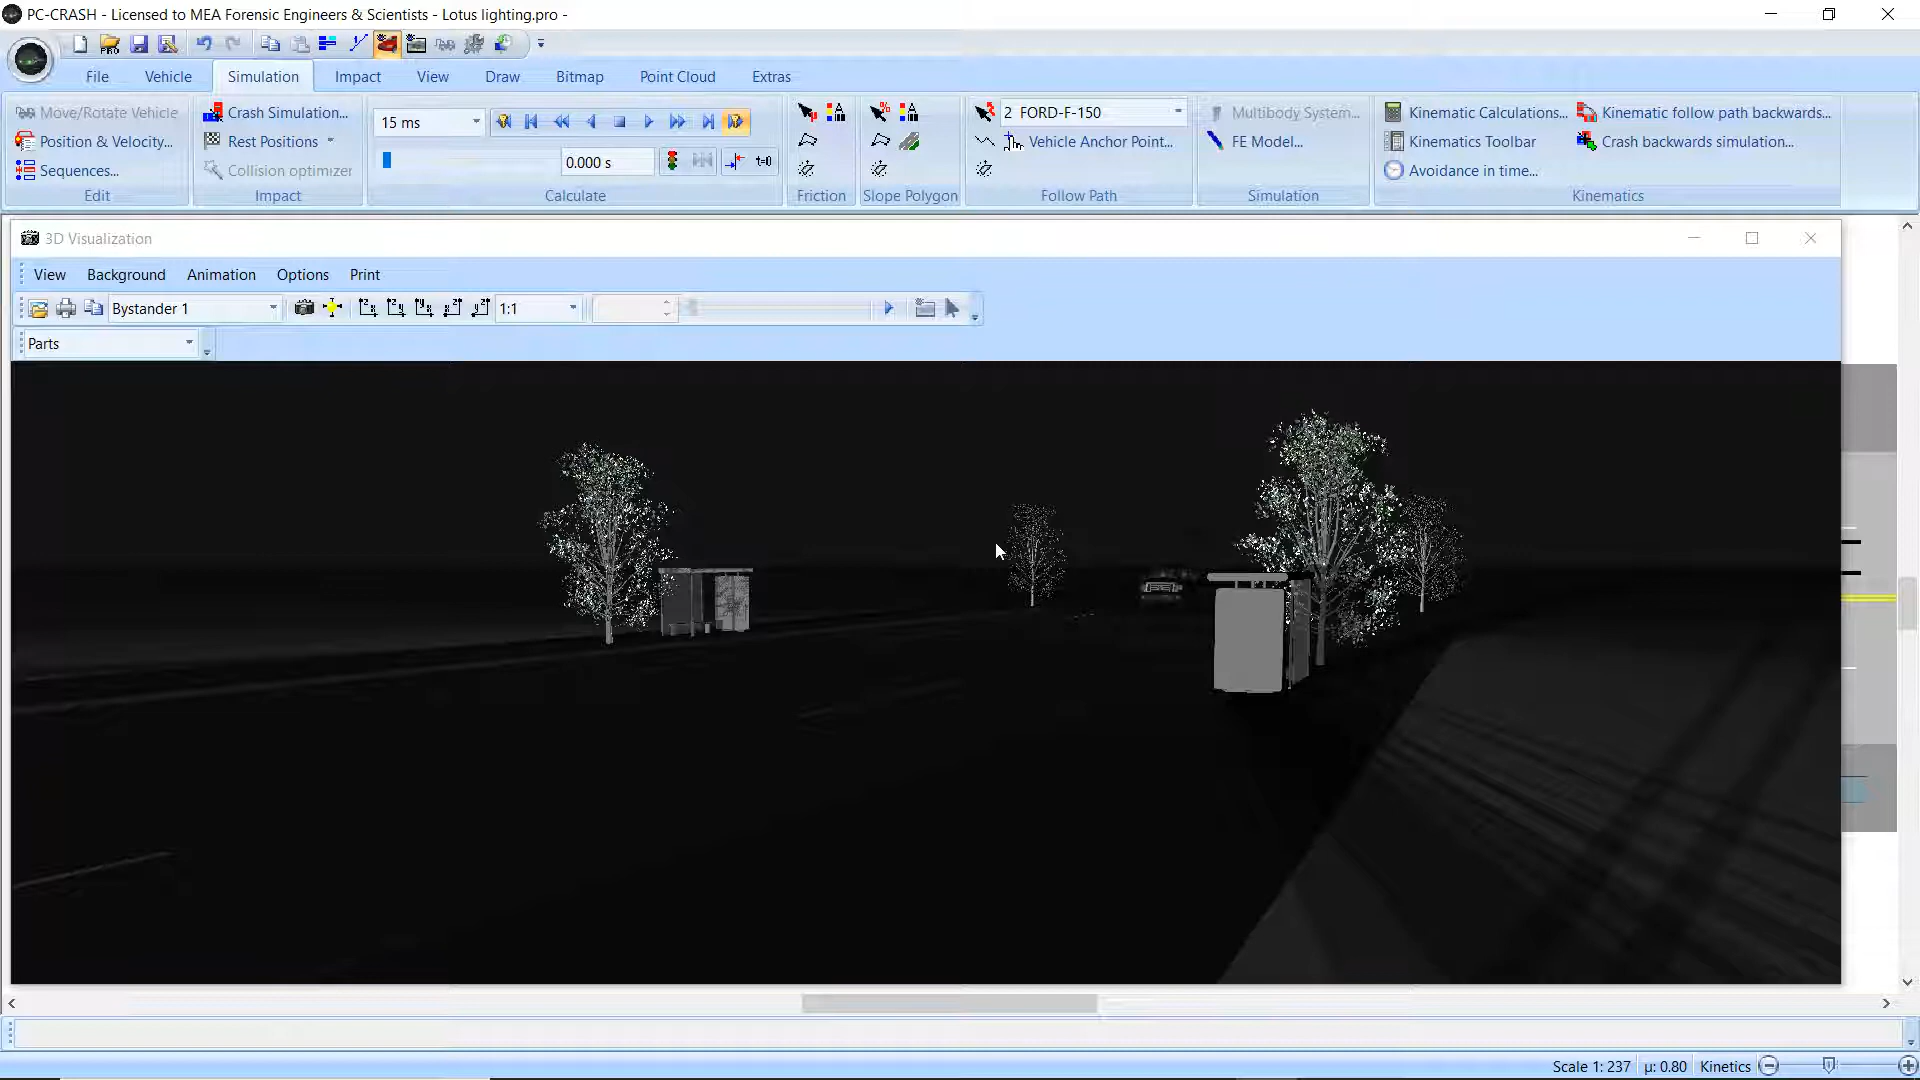 PC-CRASH - Licensed to MEA Forensic Engineers & Scientists - Lotus lighting.pro -
PRO
File Vehicle Simulation Impact View Draw Bitmap Point Cloud Extras
Move/Rotate Vehicle
Position & Velocity...
Sequences...
Edit
Crash Simulation...
Rest Positions
Collision optimizer
Impact
15 ms
0.000 s
t=0
Calculate
Friction
Slope Polygon
2 FORD-F-150
Vehicle Anchor Point...
Follow Path
Multibody System...
FE Model...
Simulation
Kinematic Calculations...
Kinematics Toolbar
Avoidance in time...
Kinematic follow path backwards...
Crash backwards simulation...
Kinematics
3D Visualization
View Background Animation Options Print
Bystander 1
1:1
Parts
Scale 1: 237 µ: 0.80 Kinetics